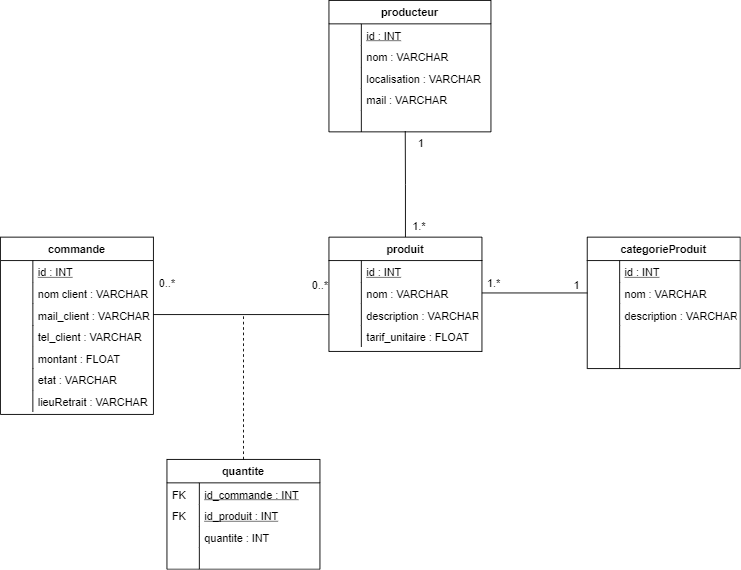 producteur
id : INT
nom : VARCHAR
localisation : VARCHAR
mail : VARCHAR
1
1.*
commande
id : INT
nom client : VARCHAR
mail_client : VARCHAR
tel_client : VARCHAR
montant : FLOAT
etat : VARCHAR
lieuRetrait : VARCHAR
0..*
0..*
produit
id : INT
nom : VARCHAR
description : VARCHAR
tarif_unitaire : FLOAT
1.*
1
categorieProduit
id : INT
nom : VARCHAR
description : VARCHAR
quantite
FK id_commande : INT
FK id_produit : INT
quantite : INT